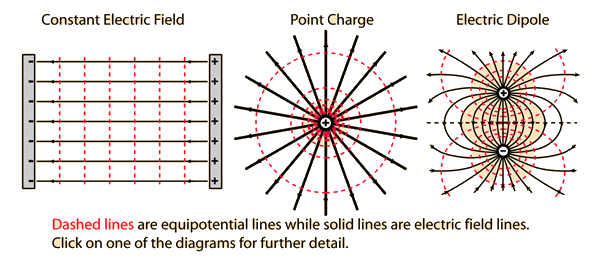 Constant Electric Field
Point Charge
Electric Dipole
- +
- +
- +
- +
- +
- +
- +
+
+
-
Dashed lines are equipotential lines while solid lines are electric field lines.
Click on one of the diagrams for further detail.